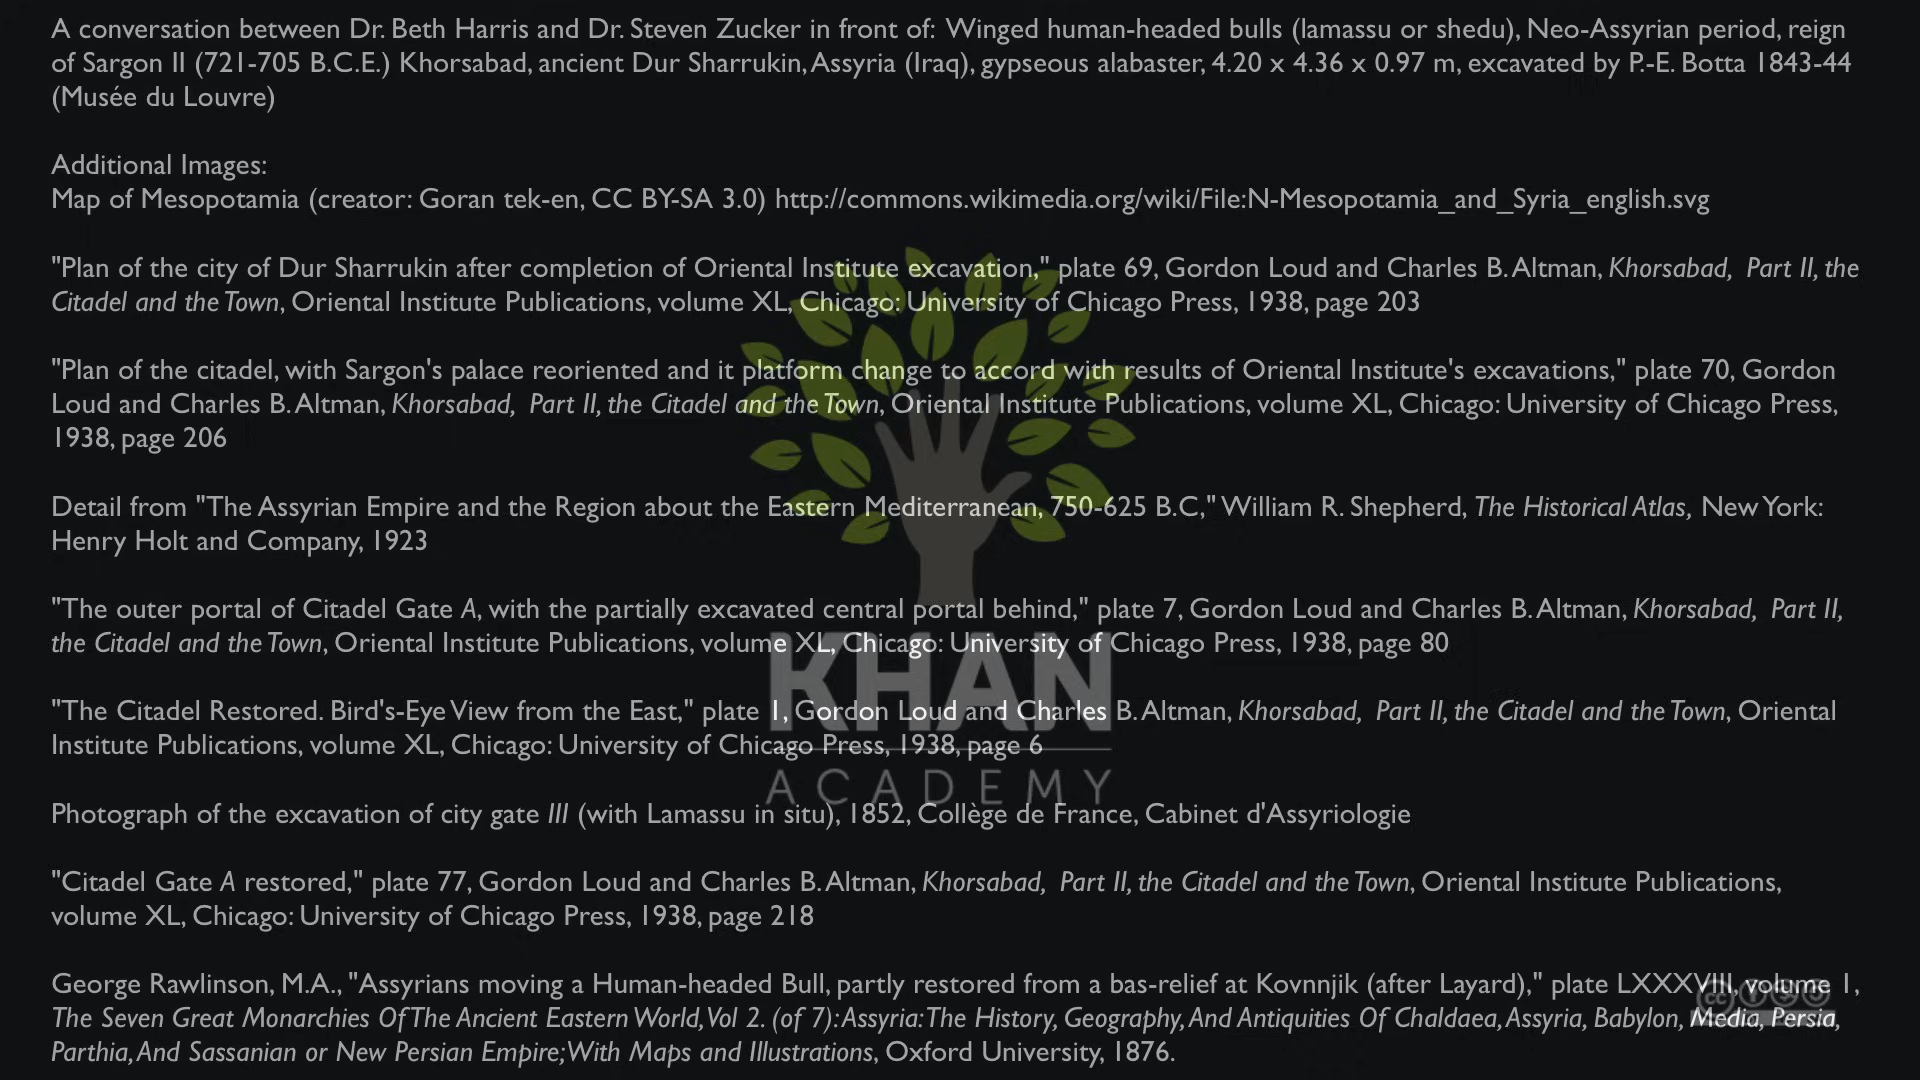 A conversation between Dr. Beth Harris and Dr. Steven Zucker in front of: Winged human-headed bulls (lamassu or shedu), Neo-Assyrian period, reign
of Sargon II (721-705 B.C.E.) Khorsabad, ancient Dur Sharrukin, Assyria (Iraq), gypseous alabaster, 4.20 x 4.36 x 0.97 m, excavated by P.-E. Botta 1843-44
(Musée du Louvre)
Additional Images:
Map of Mesopotamia (creator: Goran tek-en, CC BY-SA 3.0) http://commons.wikimedia.org/wiki/File:N-Mesopotamia_and_Syria_english.svg
"Plan of the city of Dur Sharrukin after completion of Oriental Institute excavation," plate 69, Gordon Loud and Charles B. Altman, Khorsabad, Part II, the
Citadel and the Town, Oriental Institute Publications, volume XL, Chicago: University of Chicago Press, 1938, page 203
"Plan of the citadel, with Sargon's palace reoriented and it platform change to accord with results of Oriental Institute's excavations," plate 70, Gordon
Loud and Charles B. Altman, Khorsabad, Part II, the Citadel and the Town, Oriental Institute Publications, volume XL, Chicago: University of Chicago Press,
1938, page 206
Detail from "The Assyrian Empire and the Region about the Eastern Mediterranean, 750-625 B.C," William R. Shepherd, The Historical Atlas, New York:
Henry Holt and Company, 1923
"The outer portal of Citadel Gate A, with the partially excavated central portal behind," plate 7, Gordon Loud and Charles B. Altman, Khorsabad, Part II,
the Citadel and the Town, Oriental Institute Publications, volume XL, Chicago: University of Chicago Press, 1938, page 80
"The Citadel Restored. Bird's-Eye View from the East," plate 1, Gordon Loud and Charles B. Altman, Khorsabad, Part II, the Citadel and the Town, Oriental
Institute Publications, volume XL, Chicago: University of Chicago Press, 1938, page 6
KHAN
ACADEMY
Photograph of the excavation of city gate III (with Lamassu in situ), 1852, Collège de France, Cabinet d'Assyriologie
"Citadel Gate A restored," plate 77, Gordon Loud and Charles B. Altman, Khorsabad, Part II, the Citadel and the Town, Oriental Institute Publications,
volume XL, Chicago: University of Chicago Press, 1938, page 218
George Rawlinson, M.A., "Assyrians moving a Human-headed Bull, partly restored from a bas-relief at Kovnnjik (after Layard)," plate LXXXVIII, volume 1,
The Seven Great Monarchies Of The Ancient Eastern World, Vol 2. (of 7): Assyria: The History, Geography, And Antiquities Of Chaldaea, Assyria, Babylon, Media, Persia,
Parthia, And Sassanian or New Persian Empire; With Maps and Illustrations, Oxford University, 1876.